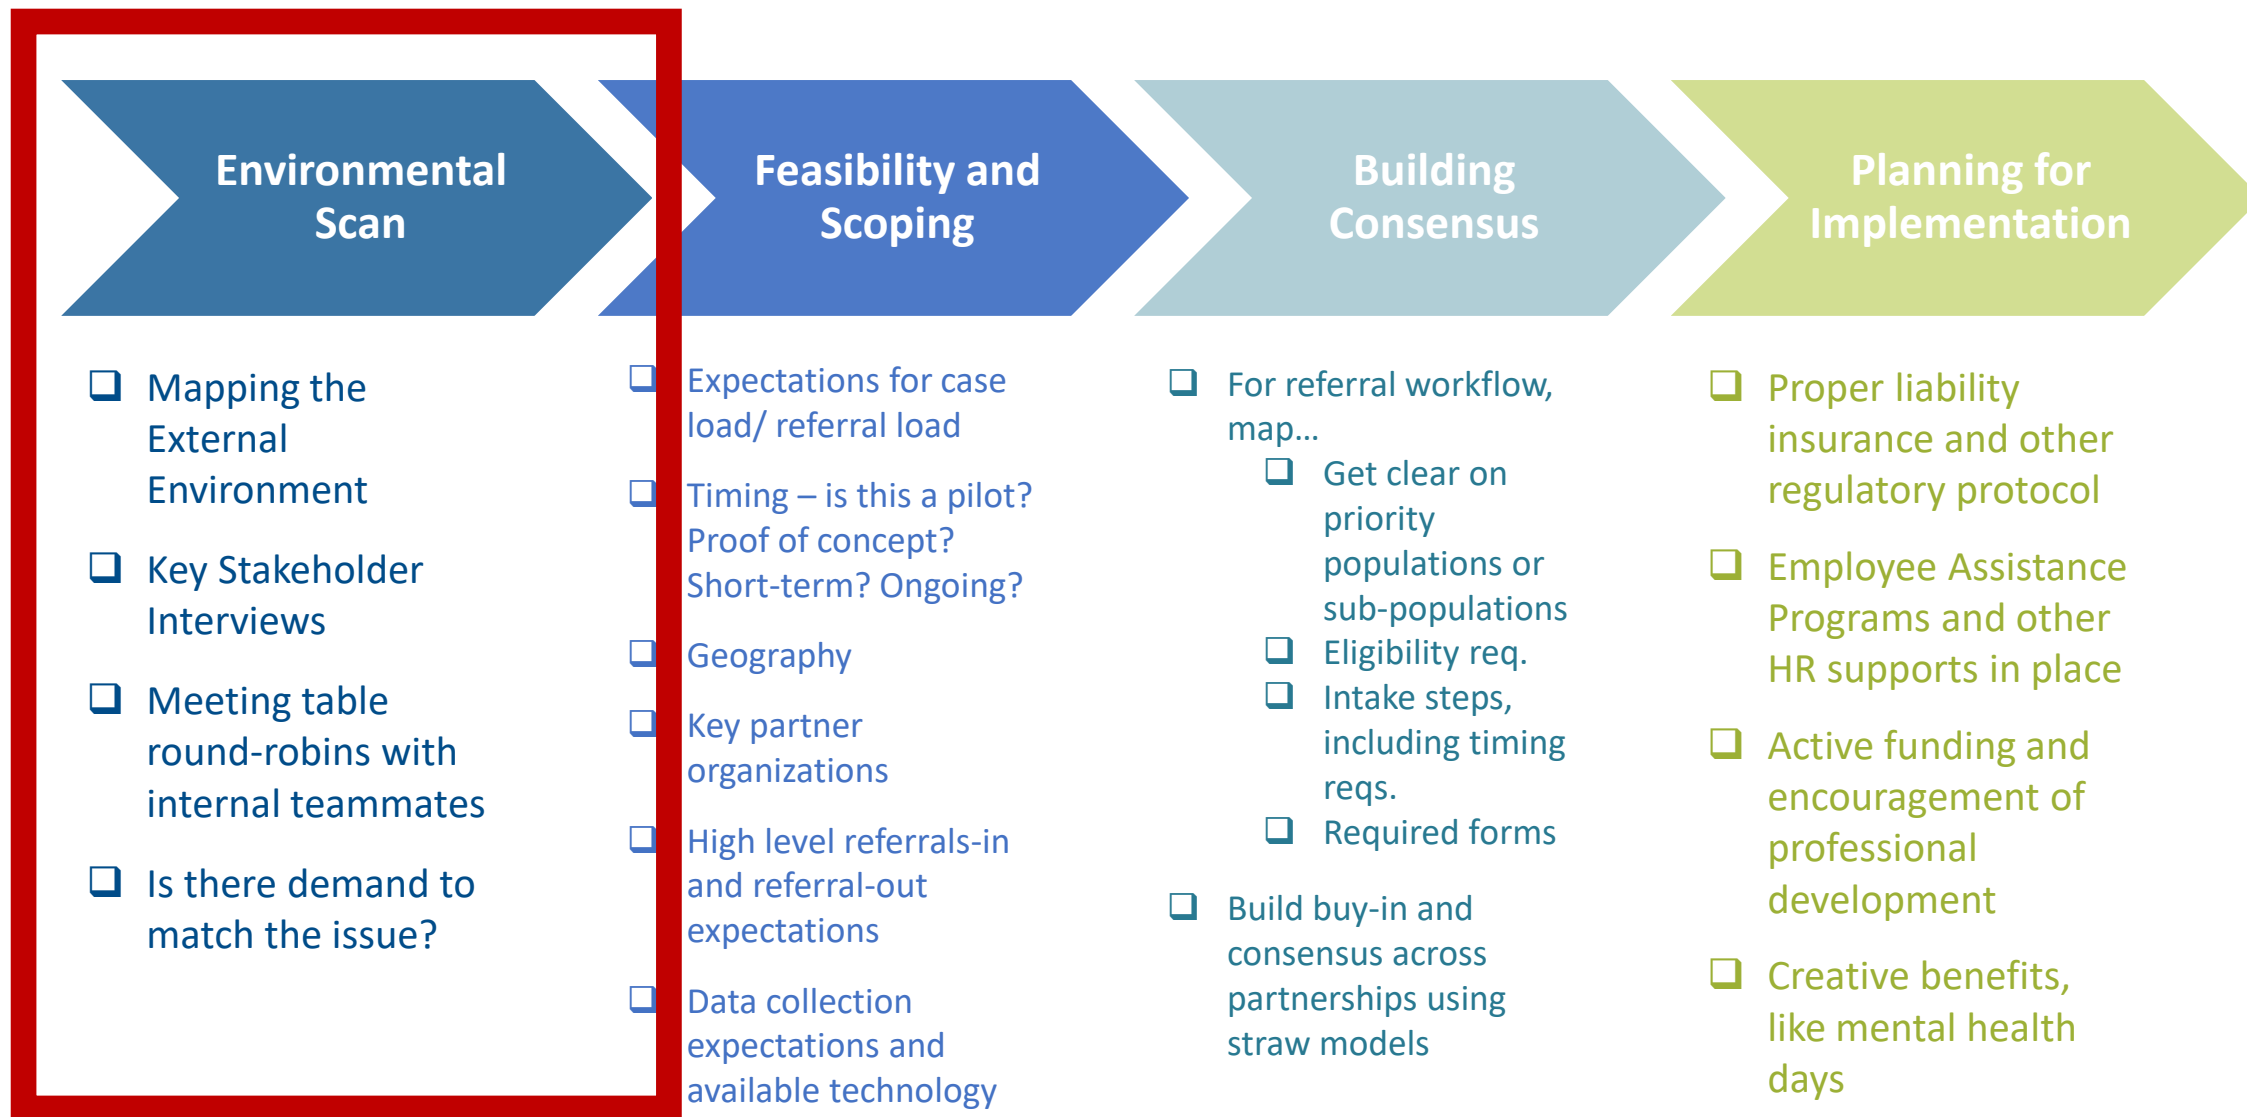 Environmental
Scan
Mapping the
External
Environment
Key Stakeholder
Interviews
Meeting table
round-robins with
internal teammates
Is there demand to
match the issue?
Feasibility and
Scoping
Expectations for case
load/ referral load
Timing – is this a pilot?
Proof of concept?
Short-term? Ongoing?
Geography
Key partner
organizations
High level referrals-in
and referral-out
expectations
Data collection
expectations and
available technology
Building
Consensus
For referral workflow,
map...
Get clear on
priority
populations or
sub-populations
Eligibility req.
Intake steps,
including timing
reqs.
Required forms
Build buy-in and
consensus across
partnerships using
straw models
Planning for
Implementation
Proper liability
insurance and other
regulatory protocol
Employee Assistance
Programs and other
HR supports in place
Active funding and
encouragement of
professional
development
Creative benefits,
like mental health
days